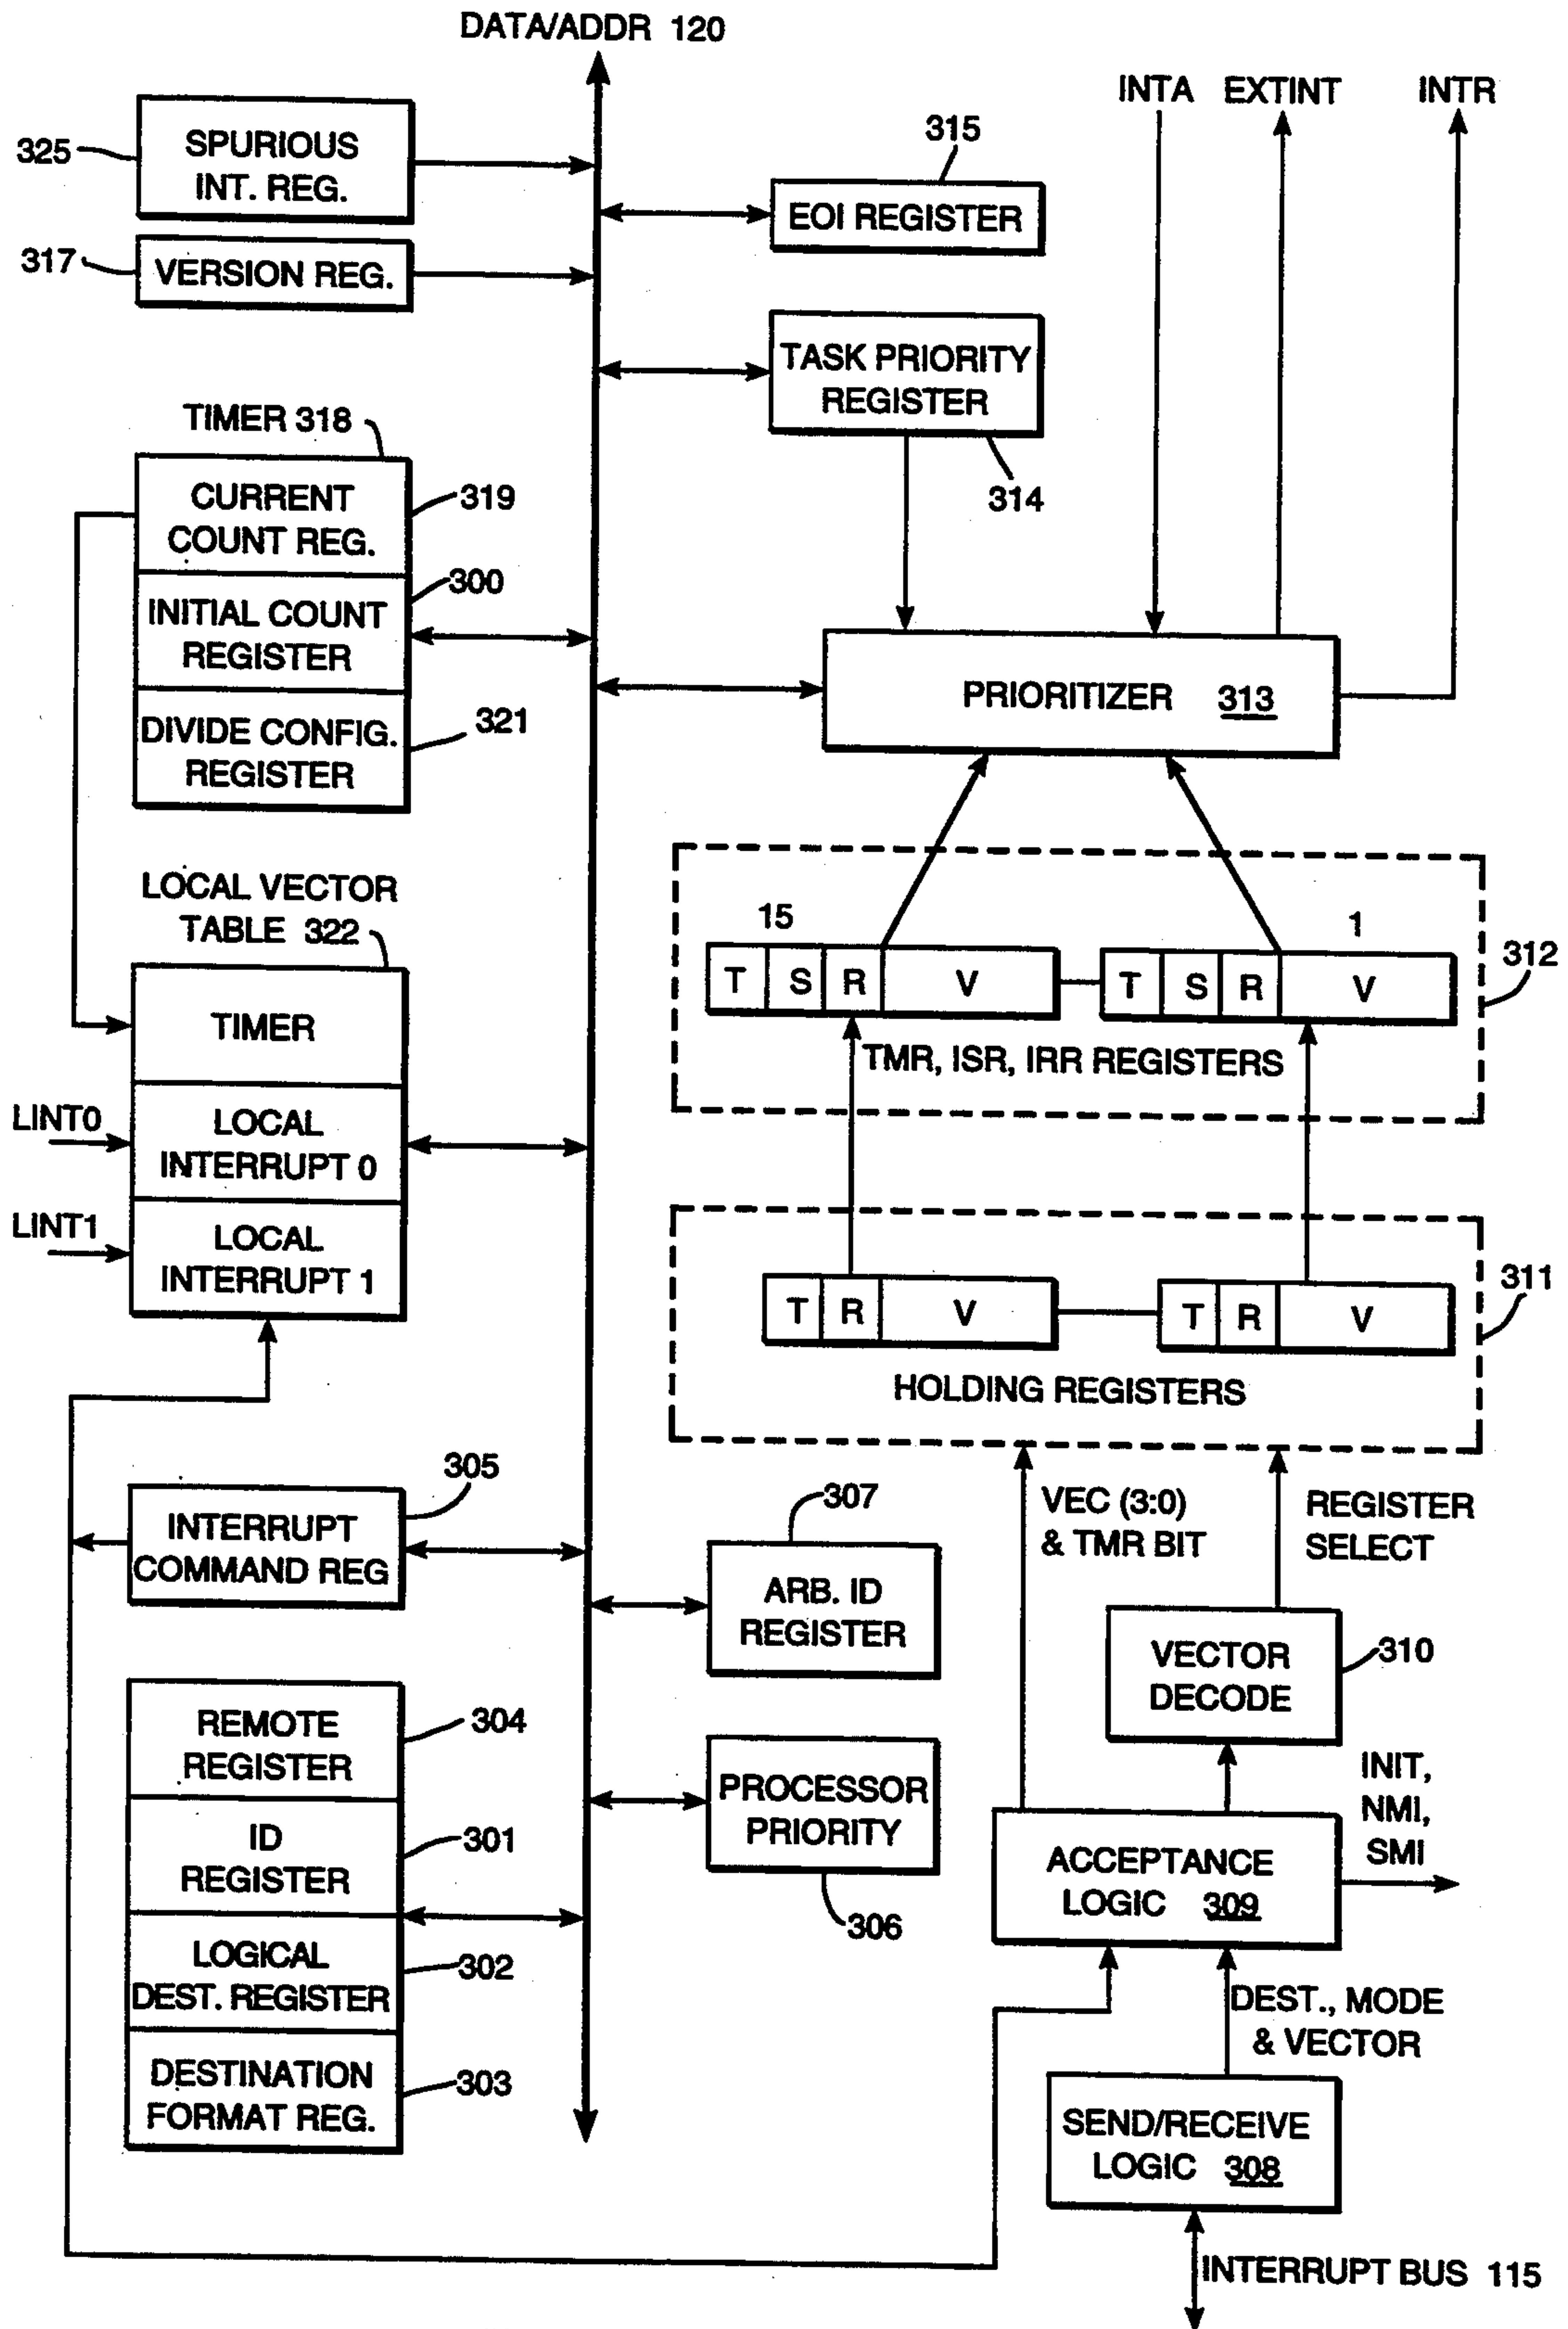 DATA/ADDR 120
325
SPURIOUS
INT. REG.
317
VERSION REG.
TIMER 318
CURRENT
COUNT REG.
319
300
INITIAL COUNT
REGISTER
DIVIDE CONFIG.
REGISTER
321
LOCAL VECTOR
TABLE 322
TIMER
LINT0
LOCAL
INTERRUPT 0
LINT1
LOCAL
INTERRUPT 1
305
INTERRUPT
COMMAND REG
REMOTE
REGISTER
304
ID
REGISTER
301
LOGICAL
DEST. REGISTER
302
DESTINATION
FORMAT REG.
303
INTA
EXTINT
INTR
315
EOI REGISTER
TASK PRIORITY
REGISTER
314
PRIORITIZER 313
15
1
T S R V
T S R V
312
TMR, ISR, IRR REGISTERS
T R V
T R V
311
HOLDING REGISTERS
VEC (3:0)
& TMR BIT
REGISTER
SELECT
307
ARB. ID
REGISTER
VECTOR
DECODE
310
PROCESSOR
PRIORITY
306
INIT,
NMI,
SMI
ACCEPTANCE
LOGIC 309
DEST., MODE
& VECTOR
SEND/RECEIVE
LOGIC 308
INTERRUPT BUS 115